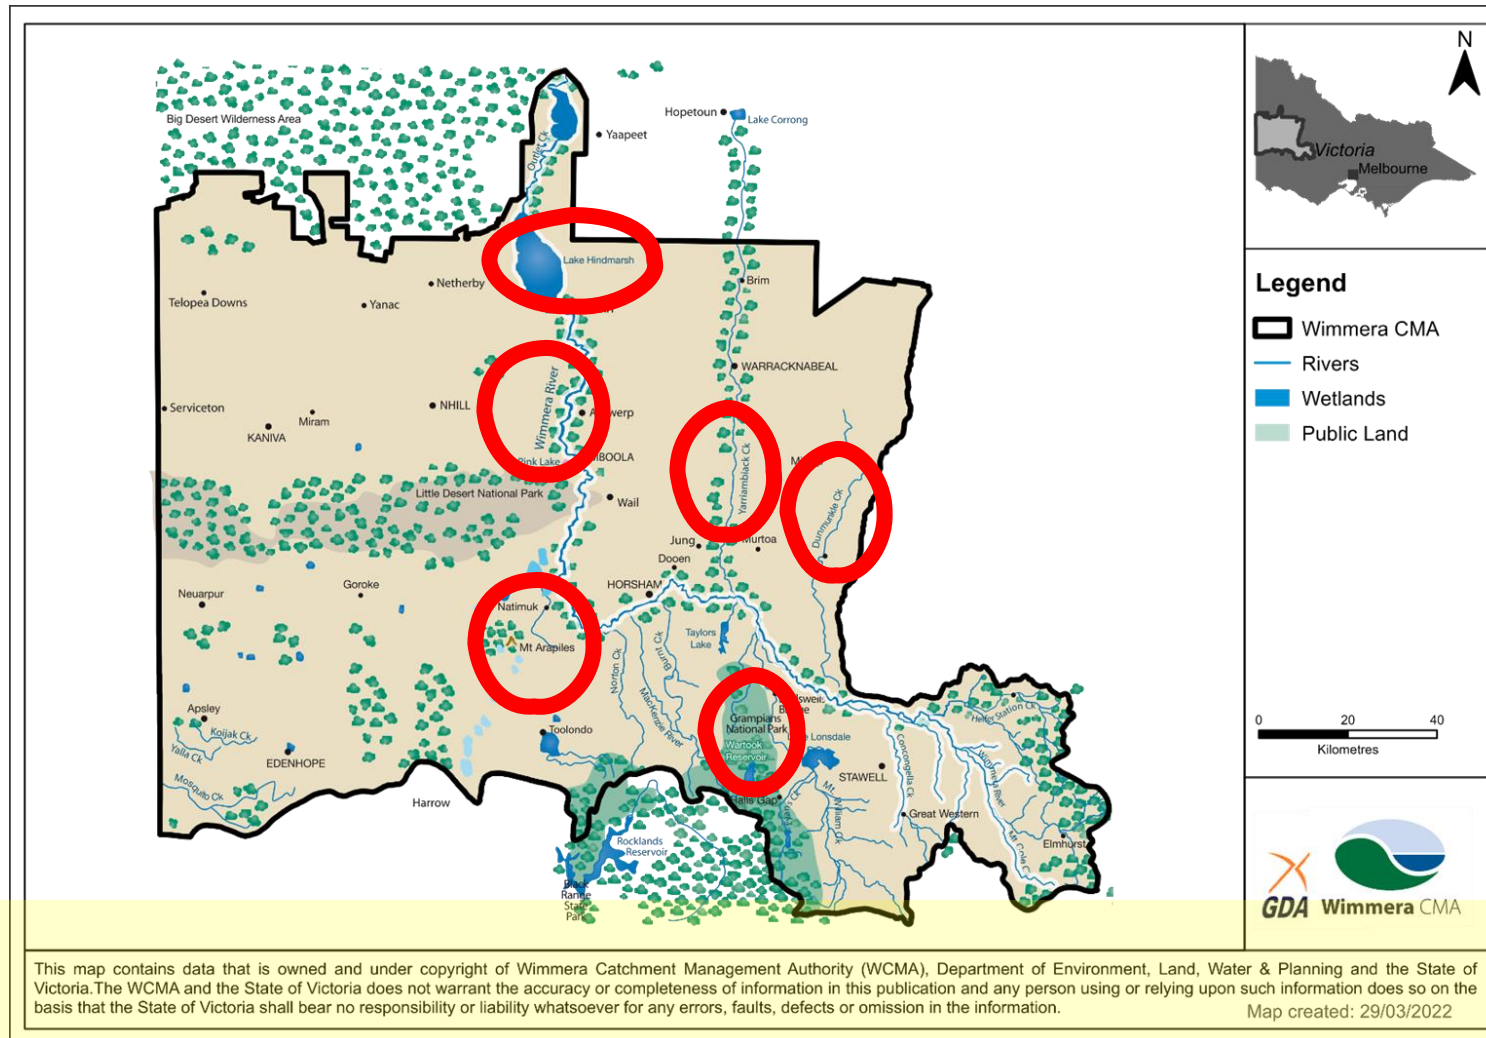 Big Desert Wilderness Area
Outlet Ck
Yaapeet
Hopetoun
Lake Corrong
Lake Hindmarsh
Netherby
Telopea Downs
Yanac
Brim
Wimmera River
WARRACKNABEAL
Serviceton
Miram
KANIVA
NHILL
Pink Lake
Little Desert National Park
Wail
Yarriamblack Ck
Dunmunkle Ck
Jung
Murtoa
Dooen
Goroke
Neuarpur
HORSHAM
Natimuk
Mt Arapiles
Taylors
Lake
Norton Ck
Burnt Ck
MacKenzie River
Apsley
Koijak Ck
Yalla Ck
Mosquito Ck
EDENHOPE
Toolondo
Harrow
Grampians
National Park
Wartook
Reservoir
Lonsdale
Halls Gap
STAWELL
Mt. William Ck
Concongella Ck
Great Western
Heifer Station Ck
Wimmera River
Mt Cole Ck
Elmhurst
Rocklands
Reservoir
Black
Range
State
Park
N
Victoria
Melbourne
Legend
Wimmera CMA
Rivers
Wetlands
Public Land
0 20 40
Kilometres
GDA Wimmera CMA
This map contains data that is owned and under copyright of Wimmera Catchment Management Authority (WCMA), Department of Environment, Land, Water & Planning and the State of
Victoria.The WCMA and the State of Victoria does not warrant the accuracy or completeness of information in this publication and any person using or relying upon such information does so on the
basis that the State of Victoria shall bear no responsibility or liability whatsoever for any errors, faults, defects or omission in the information.
Map created: 29/03/2022